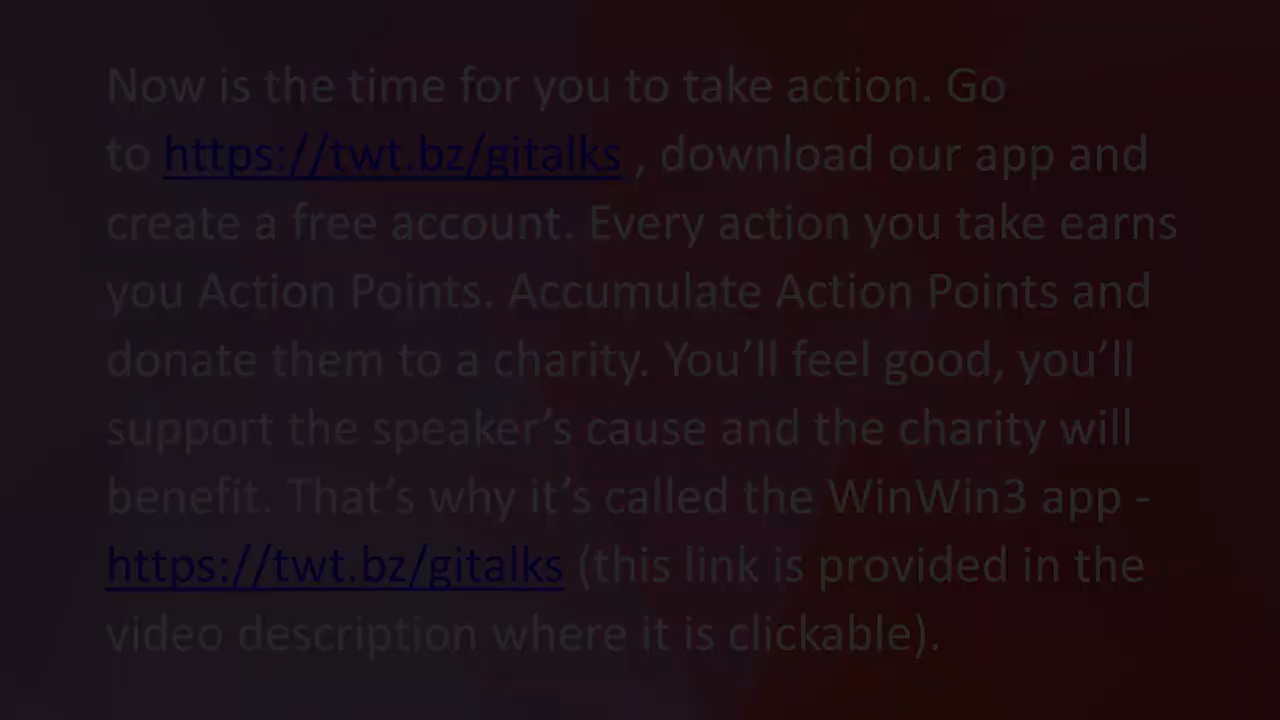 Now is the time for you to take action. Go
to https://twt.bz/gitalks , download our app and
create a free account. Every action you take earns
you Action Points. Accumulate Action Points and
donate them to a charity. You’ll feel good, you’ll
support the speaker’s cause and the charity will
benefit. That’s why it’s called the WinWin3 app -
https://twt.bz/gitalks (this link is provided in the
video description where it is clickable).